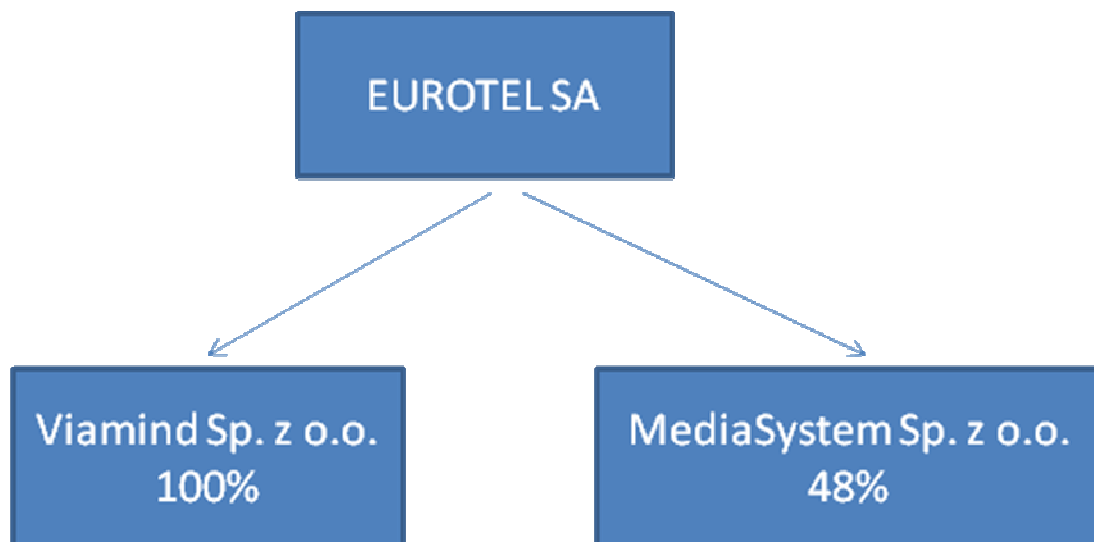 EUROTEL SA
Viamind Sp. z o.o.
100%
MediaSystem Sp. z o.o.
48%